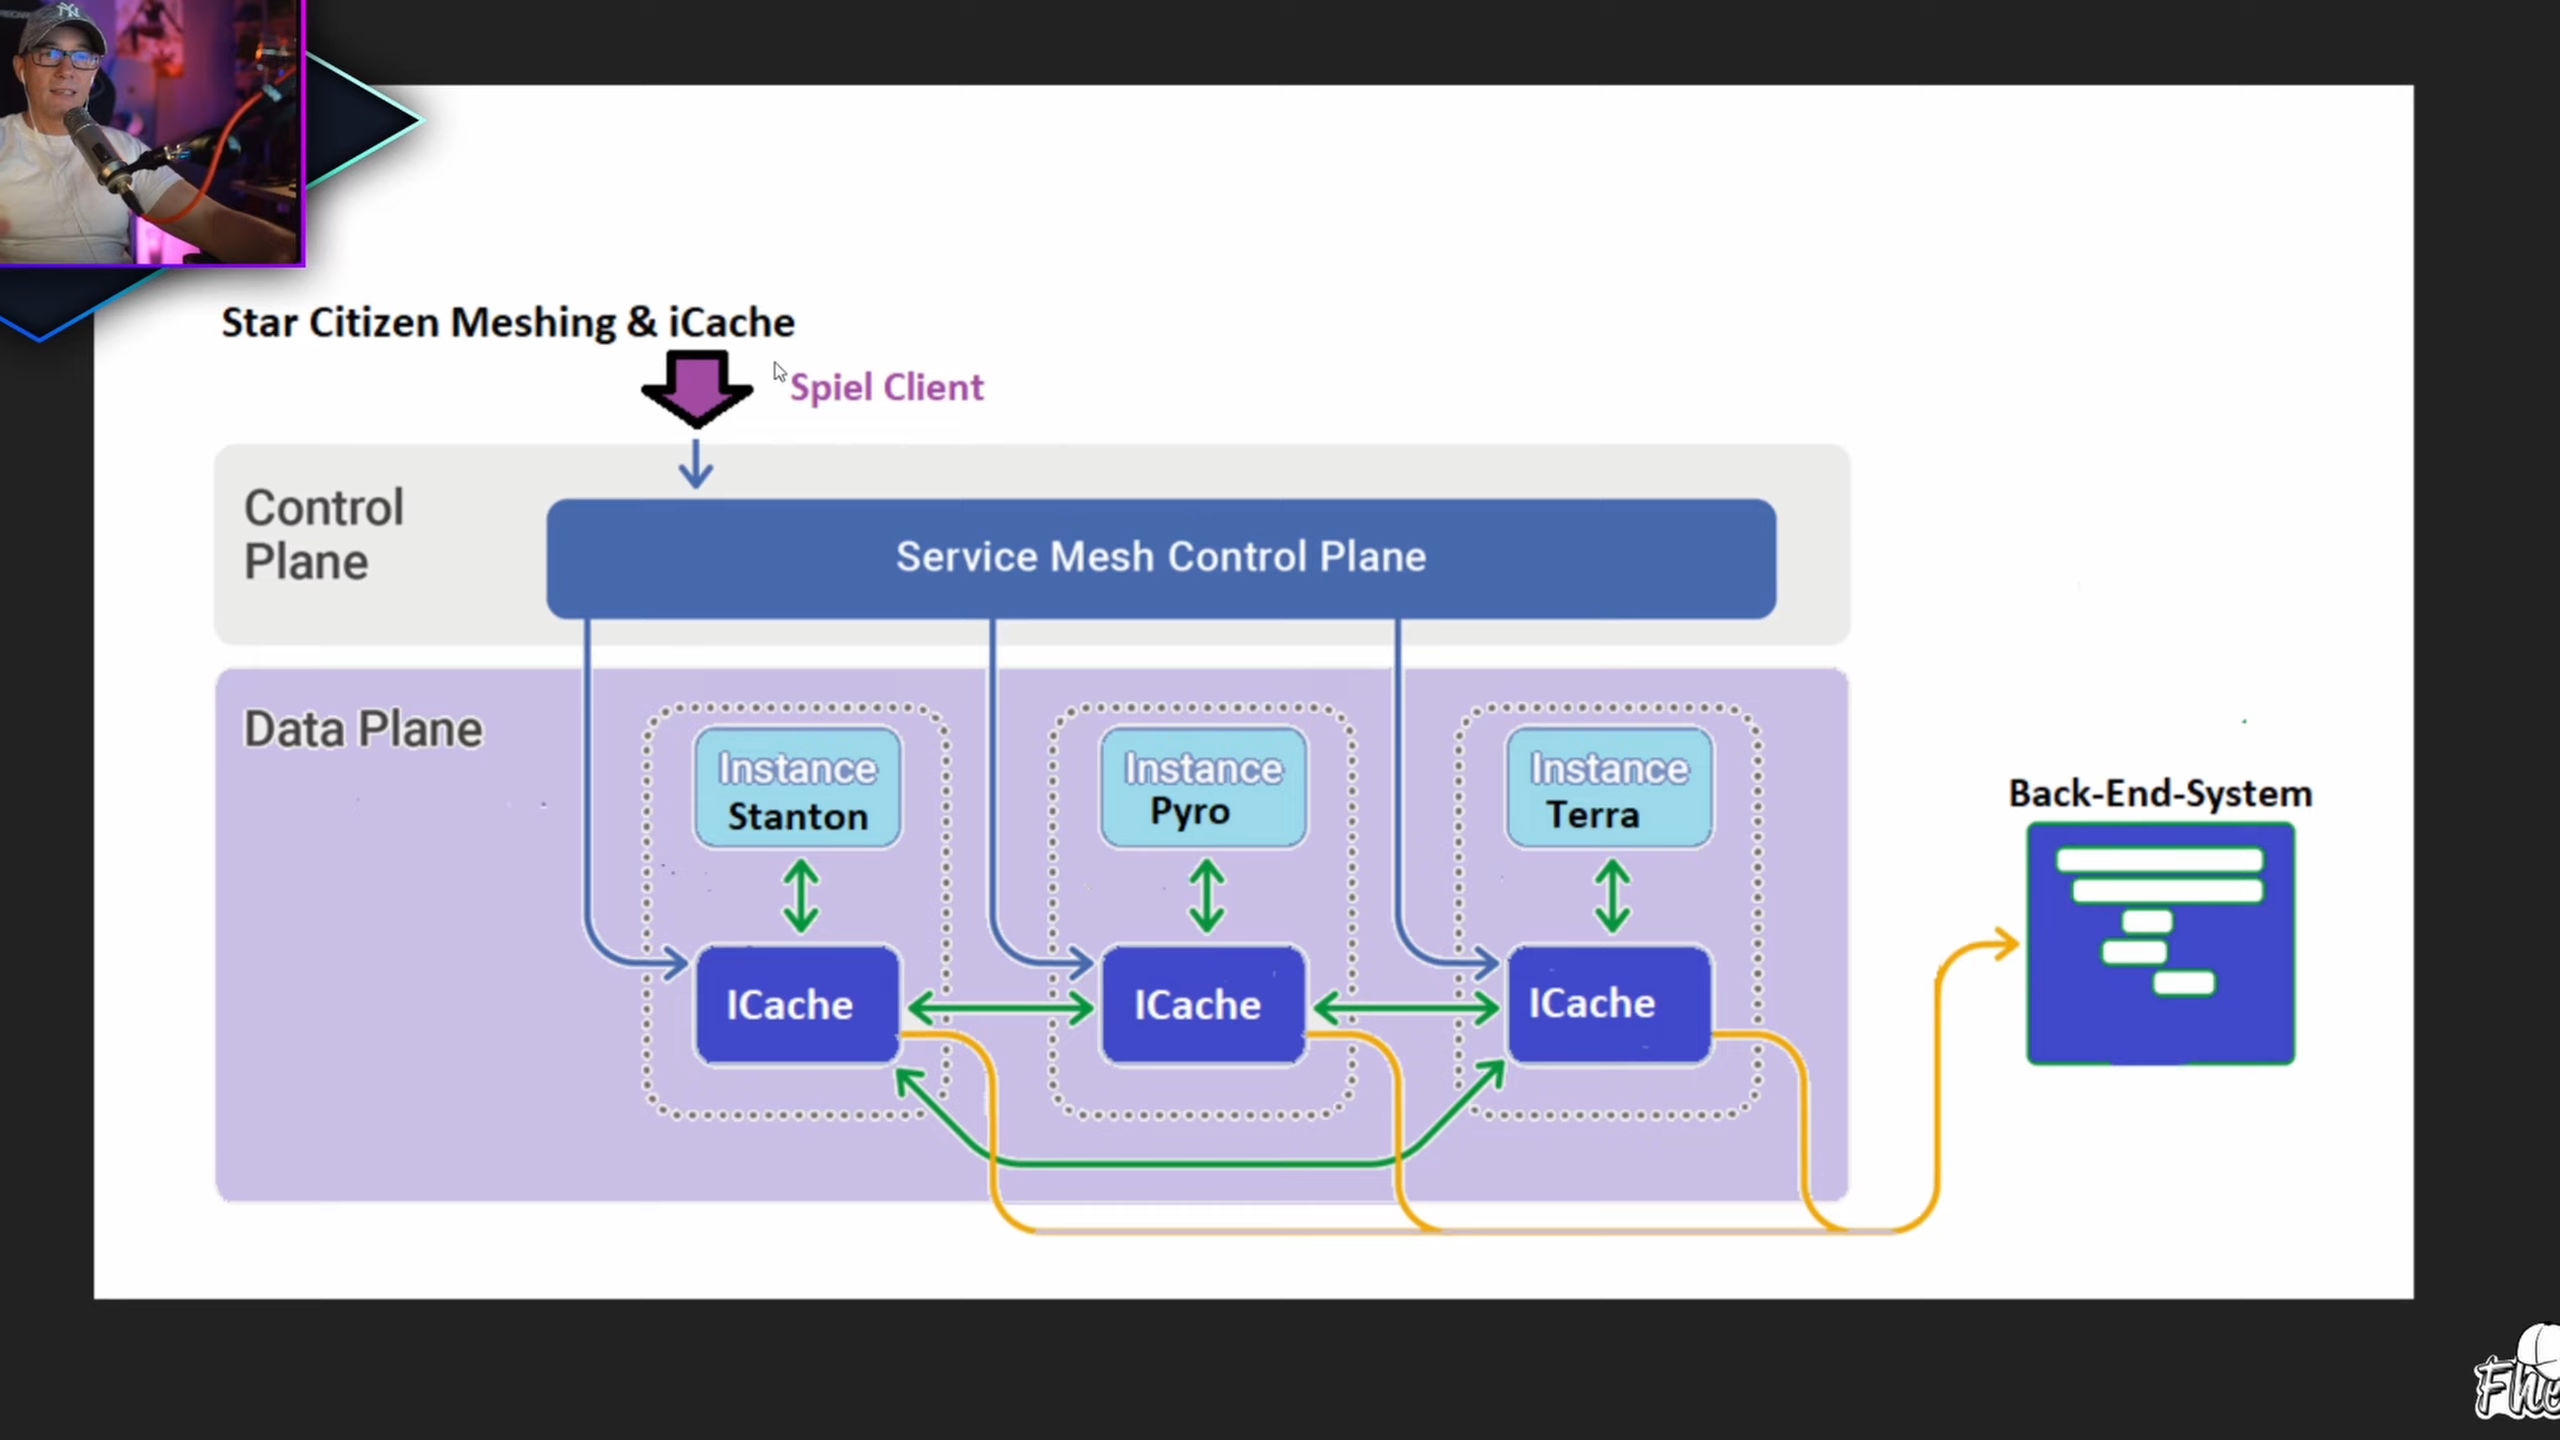 Star Citizen Meshing & iCache
Spiel Client
Control
Plane
Service Mesh Control Plane
Data Plane
Instance
Stanton
Instance
Pyro
Instance
Terra
ICache
ICache
ICache
Back-End-System